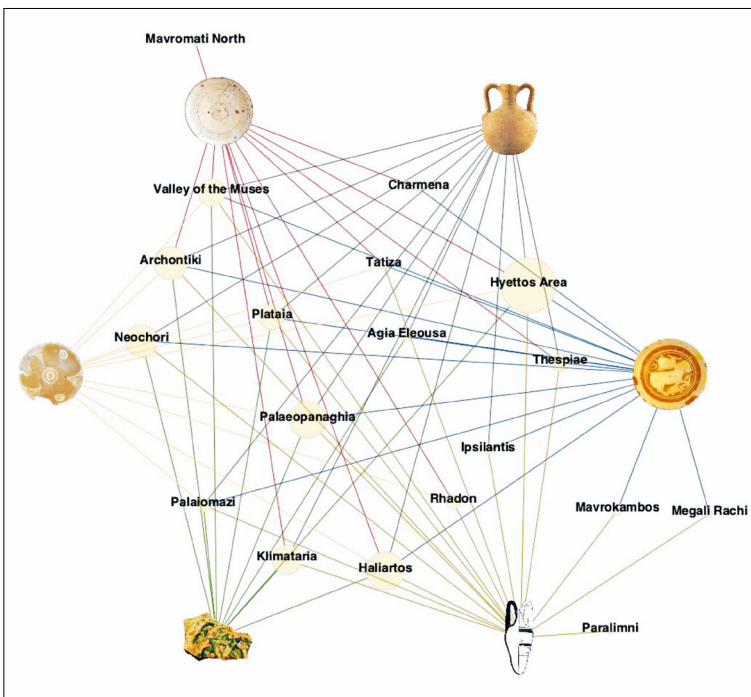 Mavromati North
Charmena
Valley of the Muses
Archontiki
Tatiza
Hyettos Area
Plataia
Neochori
Agia Eleousa
Thespiae
Palaeopanaghia
Ipsilantis
Palaiomazi
Rhadon
Mavrokambos
Megali Rachi
Klimataria
Haliartos
Paralimni